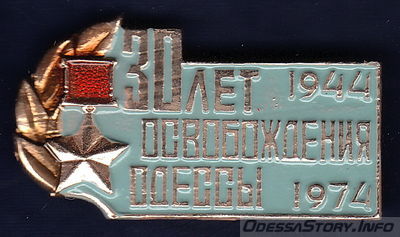 30 ЛЕТ 1944
ОСВОБОЖДЕНИЯ
ОДЕССЫ 1974
OdessaStory.Info